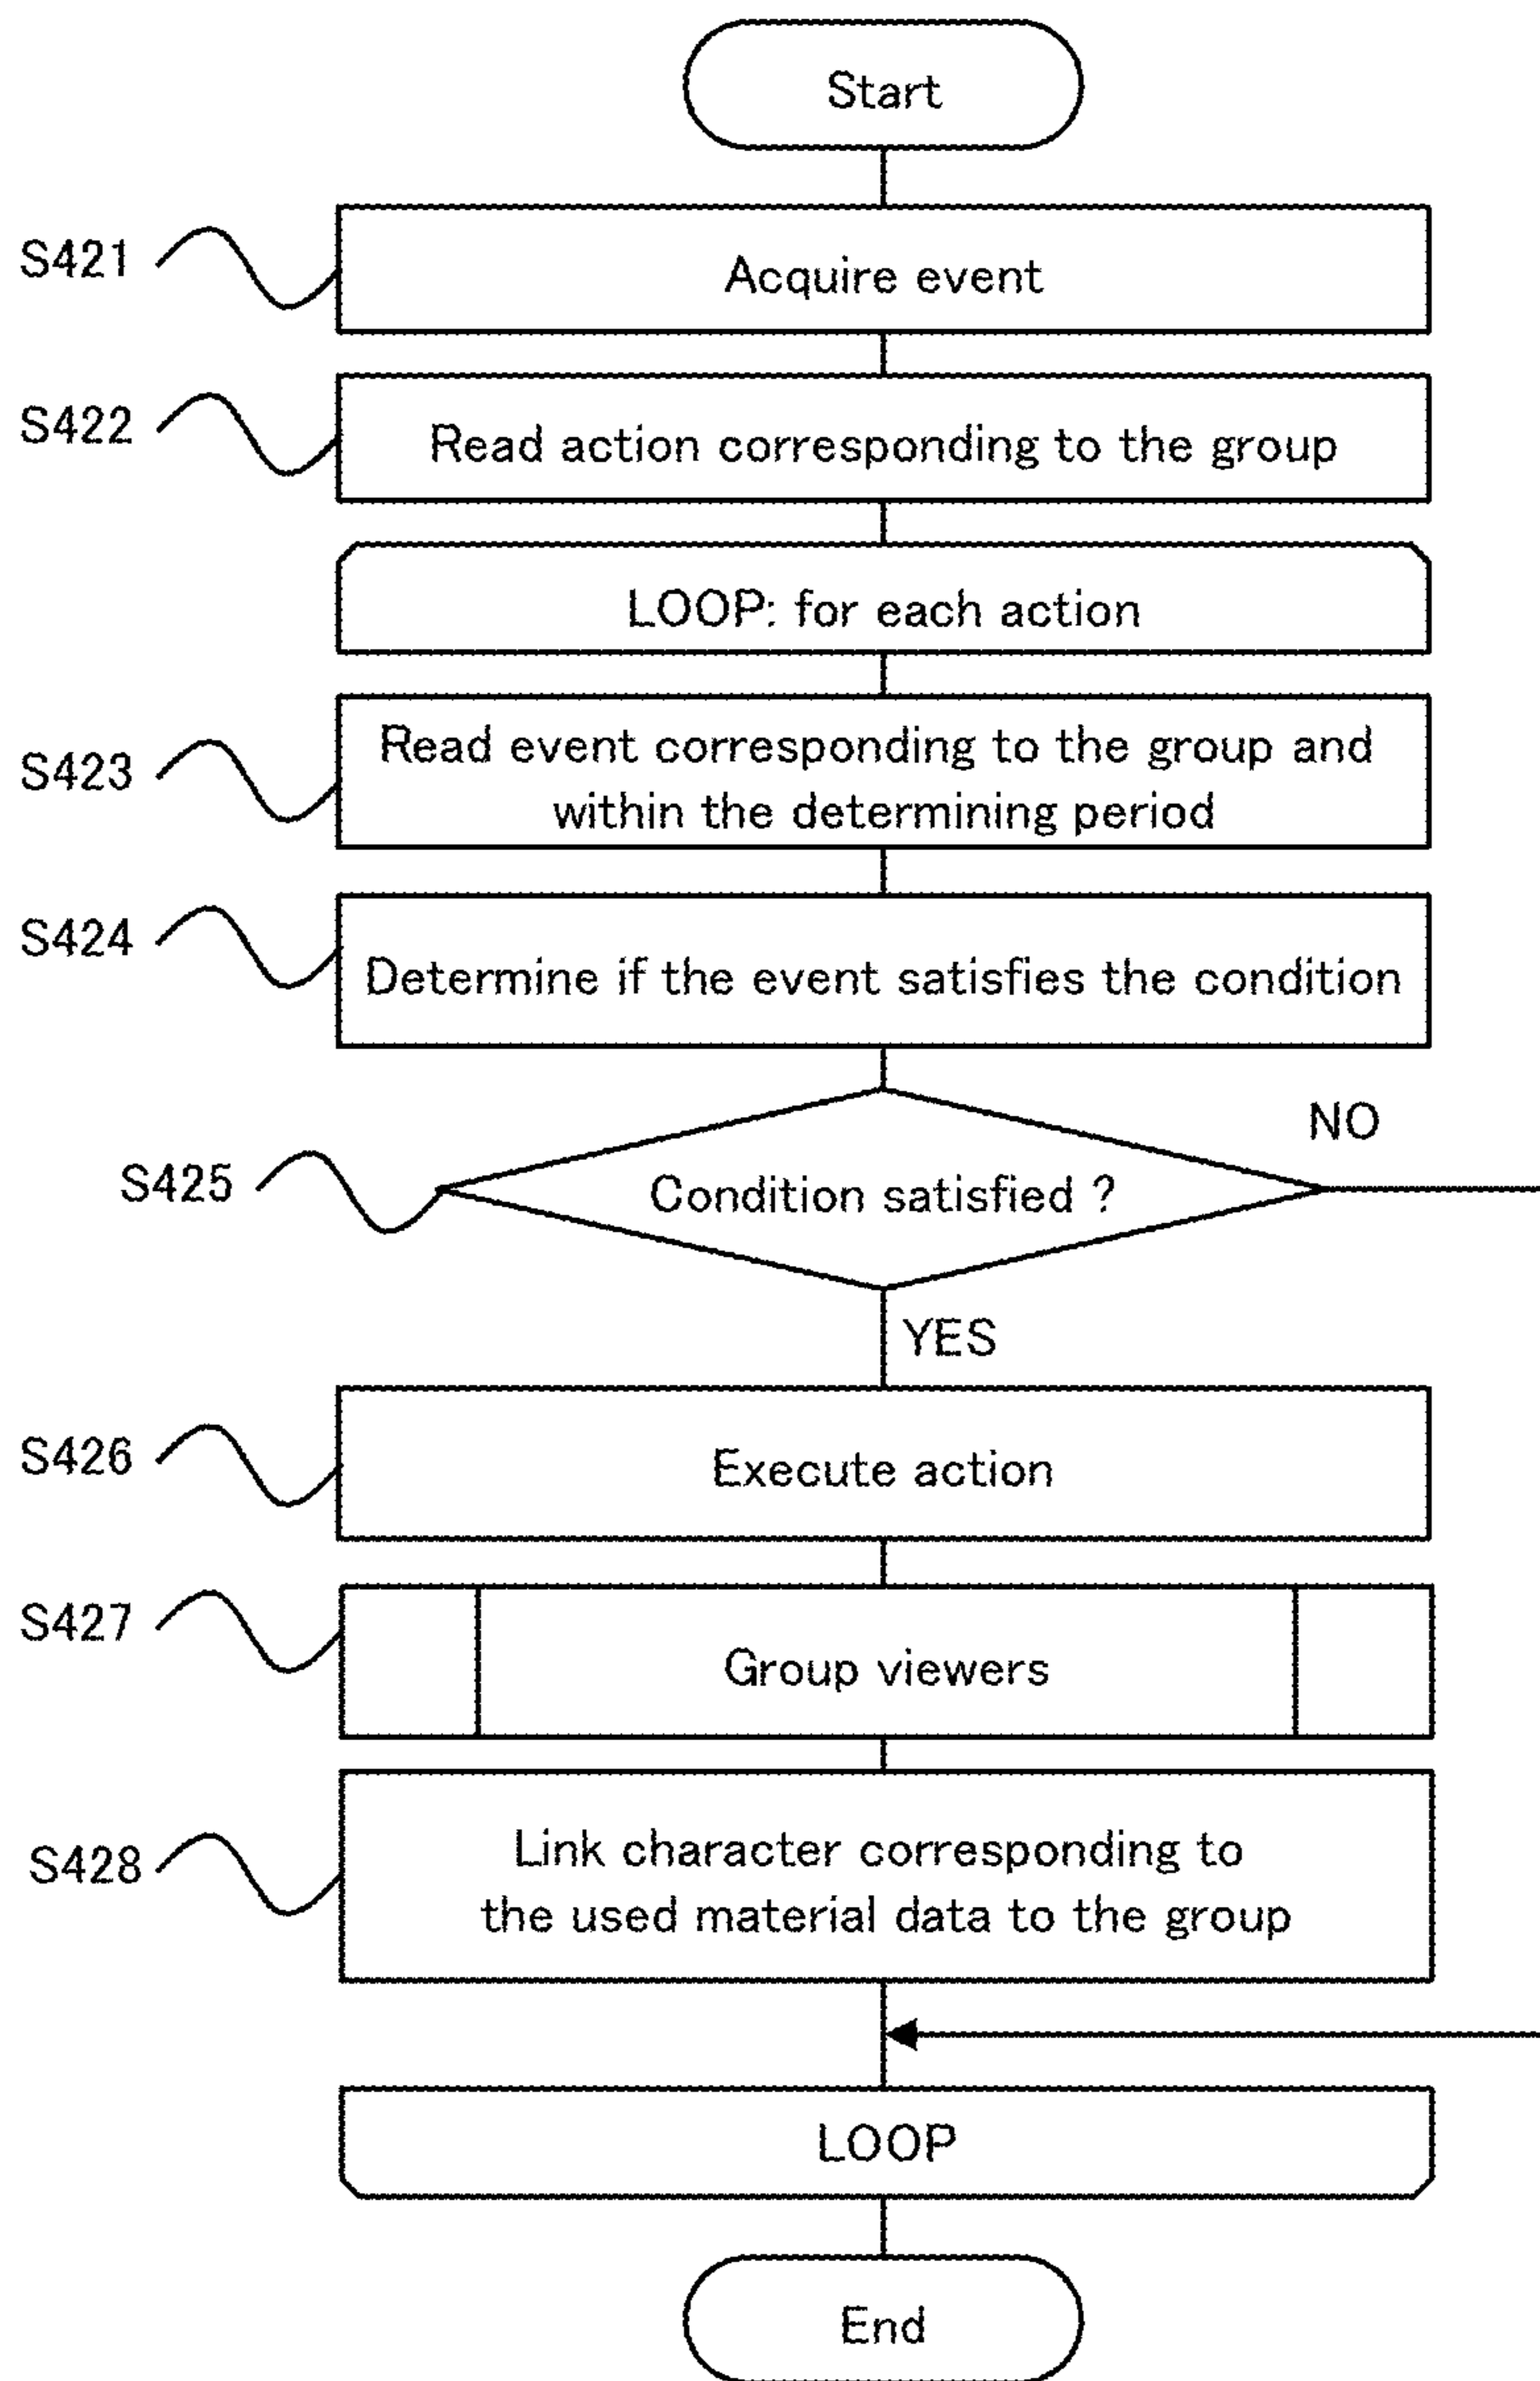 Start
S421
Acquire event
S422
Read action corresponding to the group
LOOP: for each action
S423
Read event corresponding to the group and
within the determining period
S424
Determine if the event satisfies the condition
NO
S425
Condition satisfied ?
YES
S426
Execute action
S427
Group viewers
S428
Link character corresponding to
the used material data to the group
LOOP
End